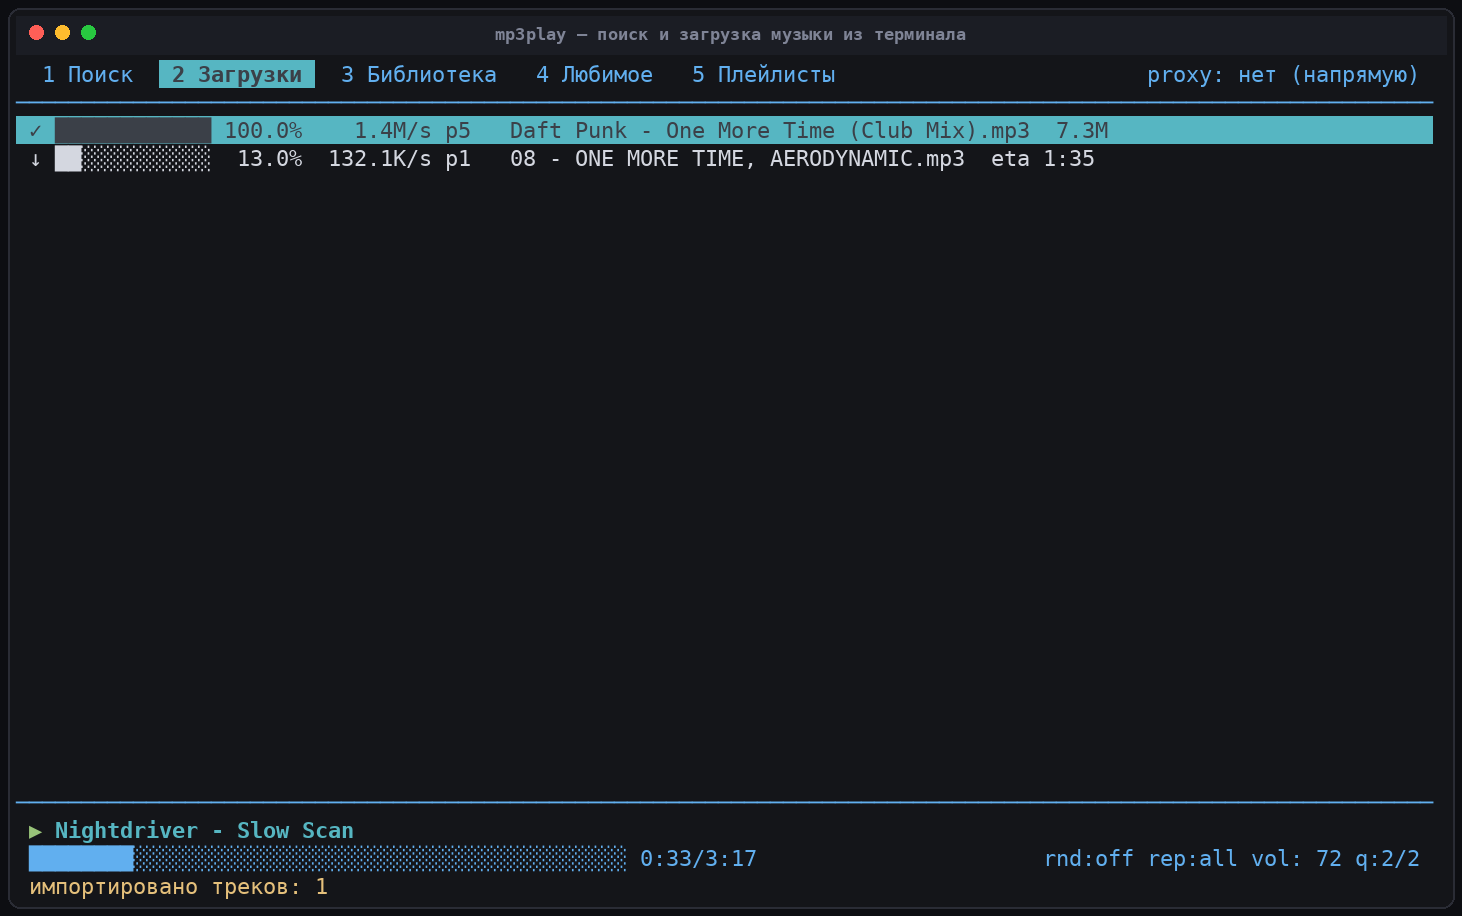 mp3play — поиск и загрузка музыки из терминала
1 Поиск 2 Загрузки 3 Библиотека 4 Любимое 5 Плейлисты proxy: нет (напрямую)
✓ 100.0% 1.4M/s p5 Daft Punk - One More Time (Club Mix).mp3 7.3M
↓ 13.0% 132.1K/s p1 08 - ONE MORE TIME, AERODYNAMIC.mp3 eta 1:35
▶ Nightdriver - Slow Scan
0:33/3:17 rnd:off rep:all vol: 72 q:2/2
импортировано треков: 1